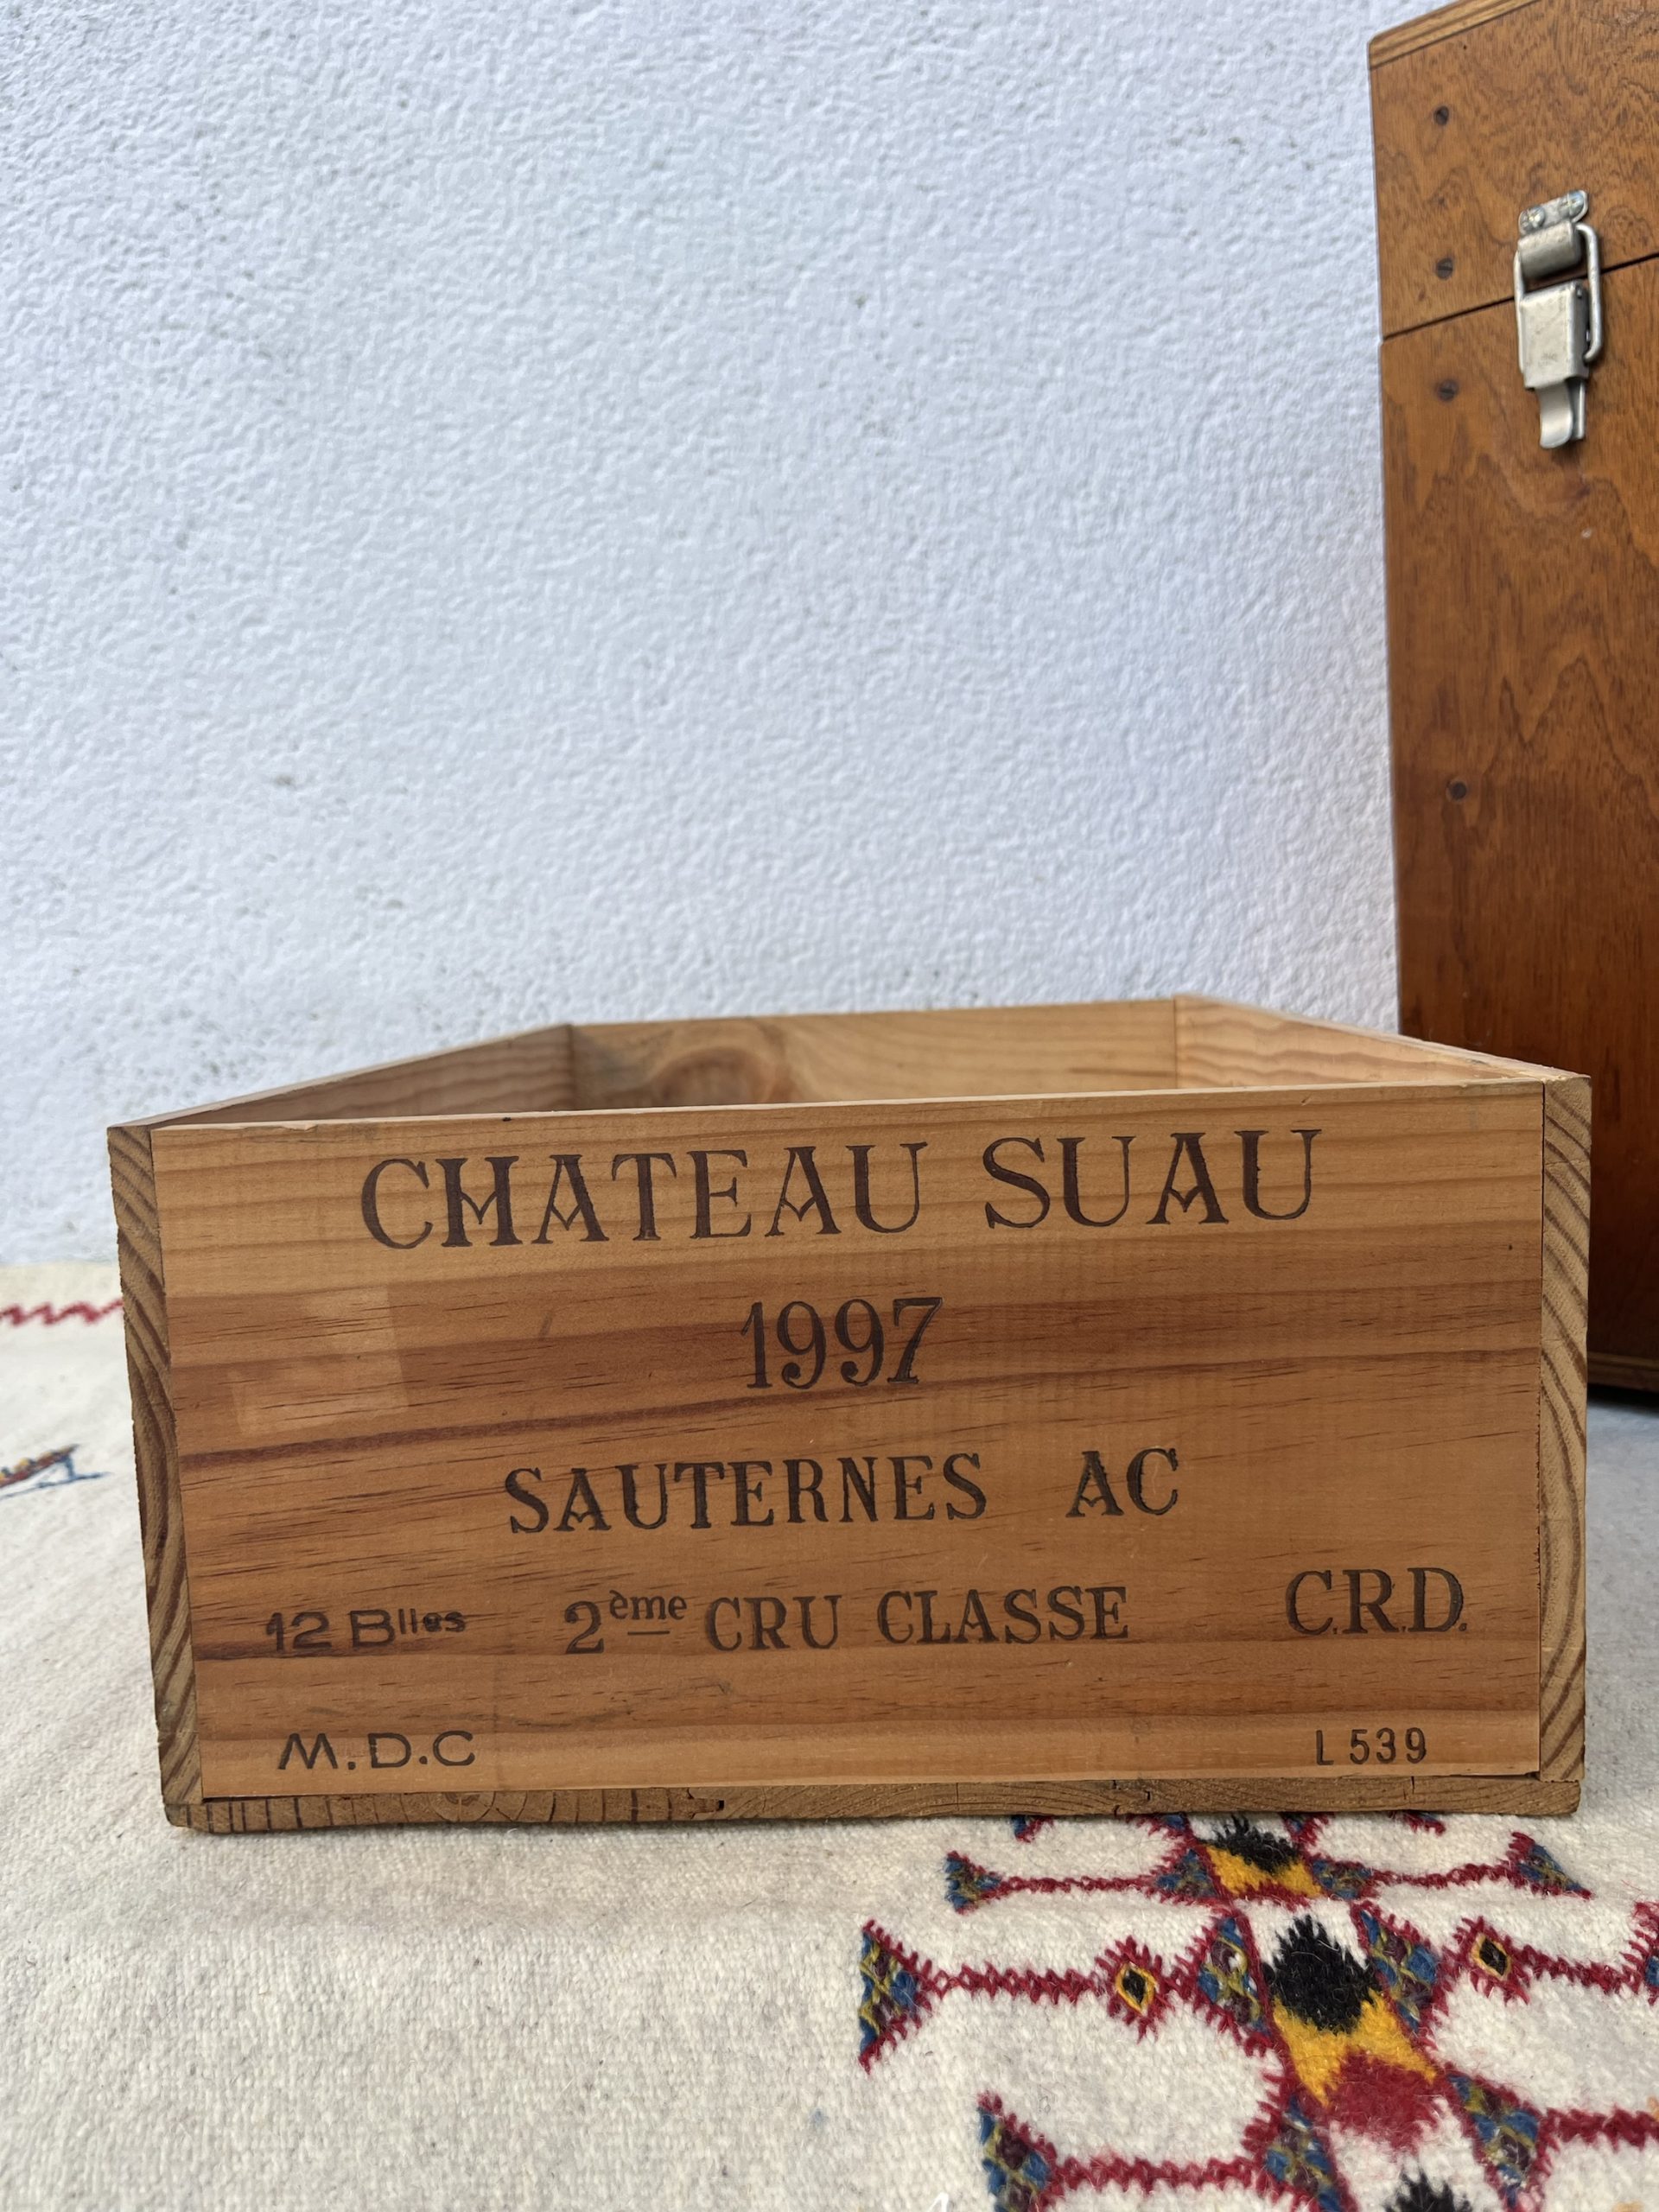 CHATEAU SUAU
1997
SAUTERNES AC
12 Blles 2ème CRU CLASSE C.R.D.
M.D.C L 539